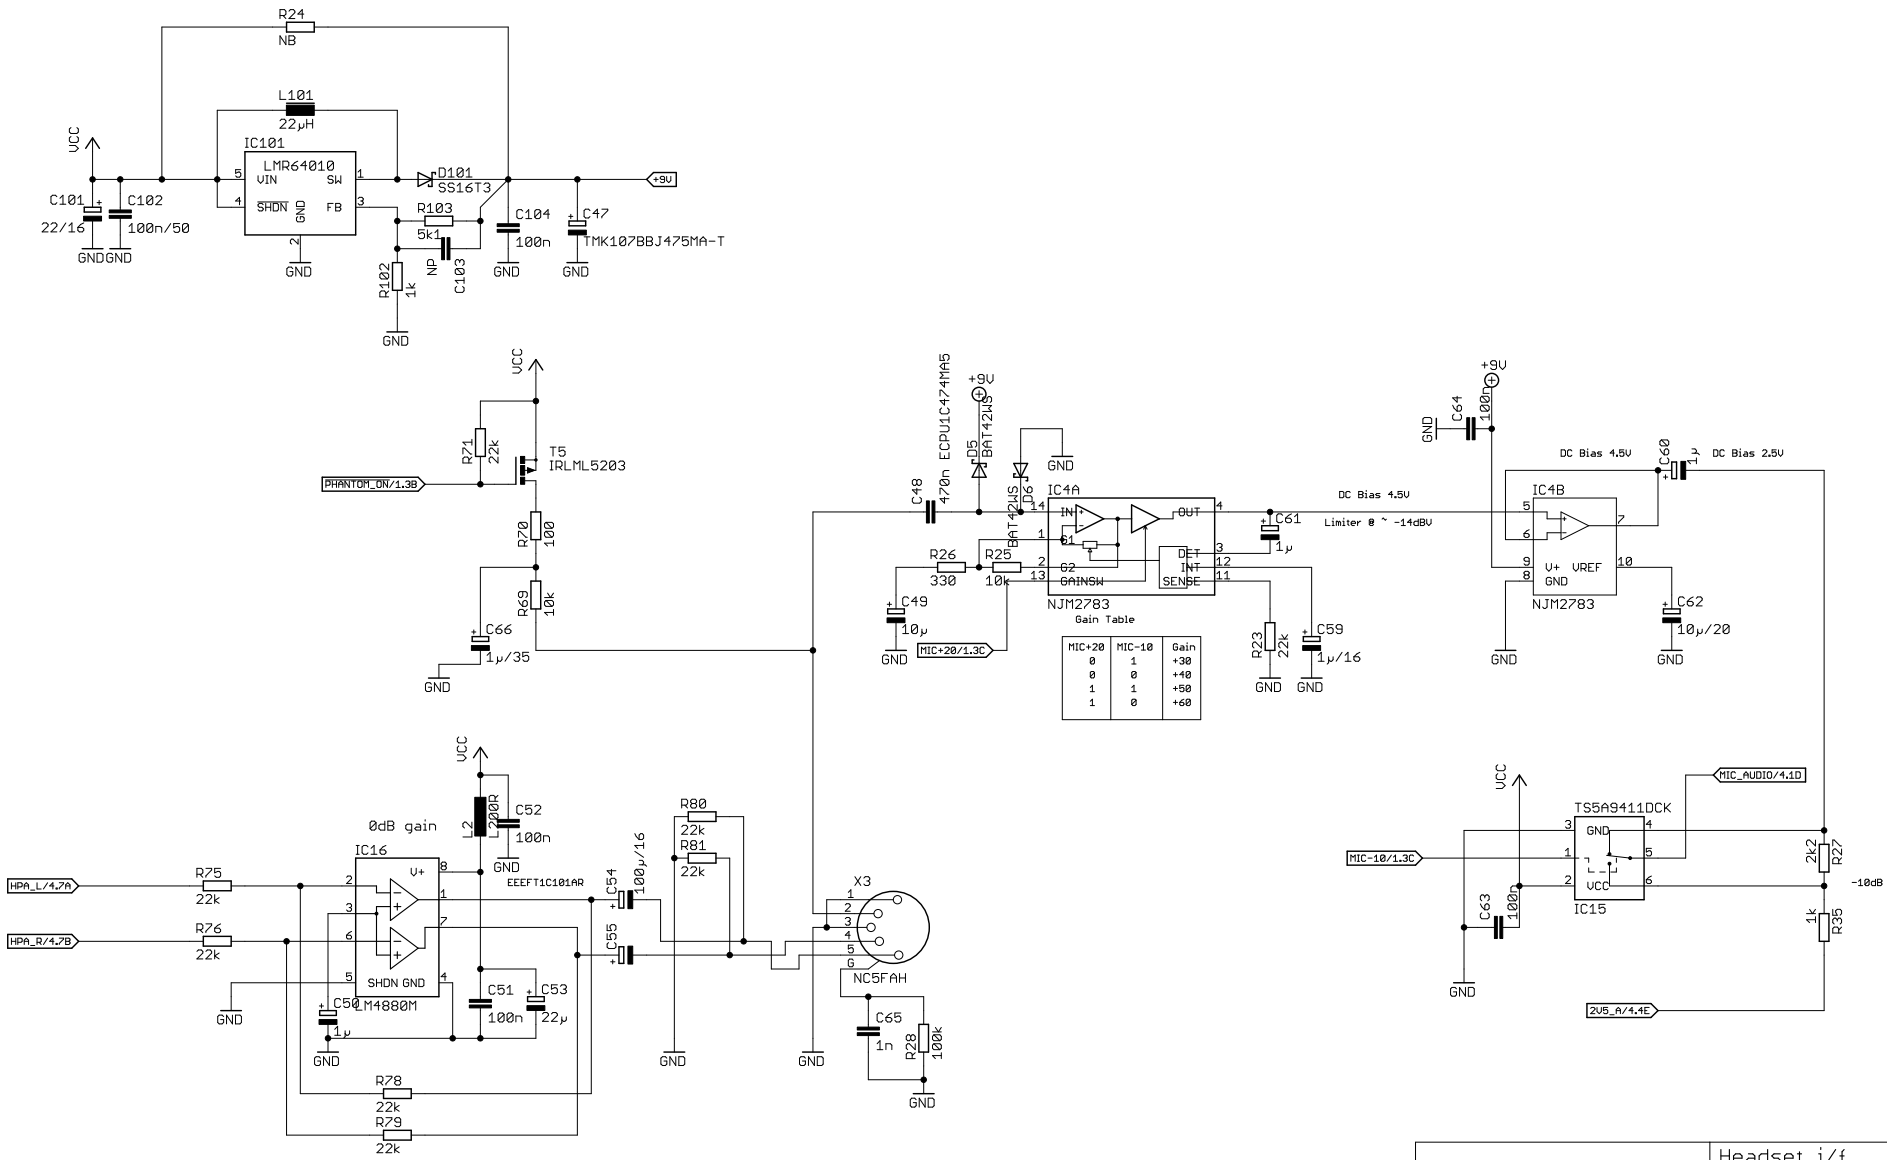 R24
NB
L101
22µH
VCC
IC101
LMR64010
5
VIN
SW
1
4
SHDN
GND
FB
3
2
GND
C101
+
22/16
C102
100n/50
GND
GND
D101
SS16T3
+9V
R103
5k1
NP
C103
R102
1k
GND
C104
100n
GND
+
C47
TMK107BBJ475MA-T
GND
VCC
R71
22k
T5
IRLML5203
PHANTOM_ON/1.3B
R70
100
R69
10k
+
C66
1µ/35
GND
C48
470n ECPU1C474MA5
+9V
D5
BAT42WS
BAT42WS
D6
GND
IC4A
14
IN
+
-
OUT
4
1
G1
2
G2
13
GAINSW
DET
3
INT
12
SENSE
11
NJM2783
R26
330
R25
10k
+
C49
10µ
GND
MIC+20/1.3C
Gain Table
MIC+20 MIC-10 Gain
0 1 +30
0 0 +40
1 1 +50
1 0 +60
+
C61
1µ
R23
22k
GND
+
C59
1µ/16
GND
DC Bias 4.5V
Limiter @ ~ -14dBV
+9V
C64
100n
GND
DC Bias 4.5V
C60
+
1µ
DC Bias 2.5V
IC4B
5
+
-
6
7
9
V+
VREF
10
8
GND
NJM2783
GND
+
C62
10µ/20
GND
VCC
0dB gain
L2
L200R
C52
100n
GND
IC16
2
-
+
V+
8
3
1
6
-
+
7
5
SHDN GND
4
LM4880M
EEEFT1C101AR
HPA_L/4.7A
R75
22k
HPA_R/4.7B
R76
22k
GND
+
C50
1µ
GND
C51
100n
+
C53
22µ
R78
22k
R79
22k
C54
+
100µ/16
C55
+
R80
22k
R81
22k
GND
GND
X3
1
2
3
4
5
G
NC5FAH
C65
1n
R28
100k
GND
VCC
TS5A9411DCK
3
GND
4
1
5
2
VCC
6
IC15
MIC-10/1.3C
C63
100n
GND
MIC_AUDIO/4.1D
2k2
R27
-10dB
1k
R35
2V5_A/4.4E
Headset i/f